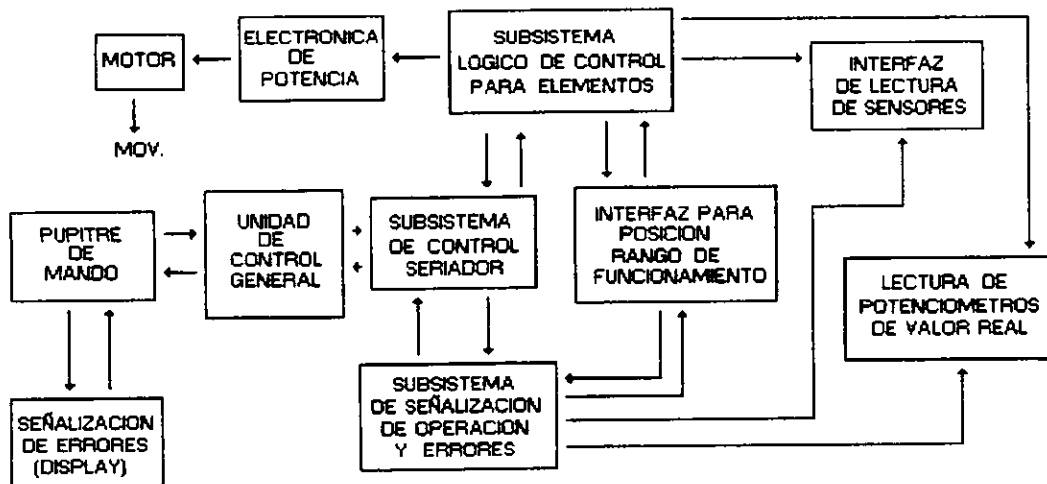 MOTOR
MOV.
ELECTRONICA
DE
POTENCIA
SUBSISTEMA
LOGICO DE CONTROL
PARA ELEMENTOS
INTERFAZ
DE LECTURA
DE SENSORES
PUPITRE
DE
MANDO
UNIDAD
DE
CONTROL
GENERAL
SUBSISTEMA
DE CONTROL
SERIADOR
INTERFAZ PARA
POSICION
RANGO DE
FUNCIONAMIENTO
LECTURA DE
POTENCIOMETROS
DE VALOR REAL
SEÑALIZACION
DE ERRORES
(DISPLAY)
SUBSISTEMA
DE SEÑALIZACION
DE OPERACION
Y ERRORES